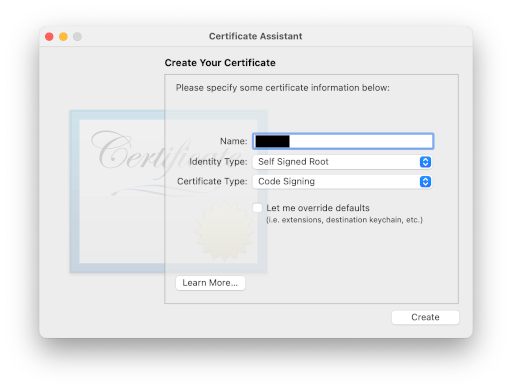 Certificate Assistant
Create Your Certificate
Please specify some certificate information below:
Certificate
Name:
Identity Type: Self Signed Root
Certificate Type: Code Signing
Let me override defaults
(i.e. extensions, destination keychain, etc.)
Learn More...
Create